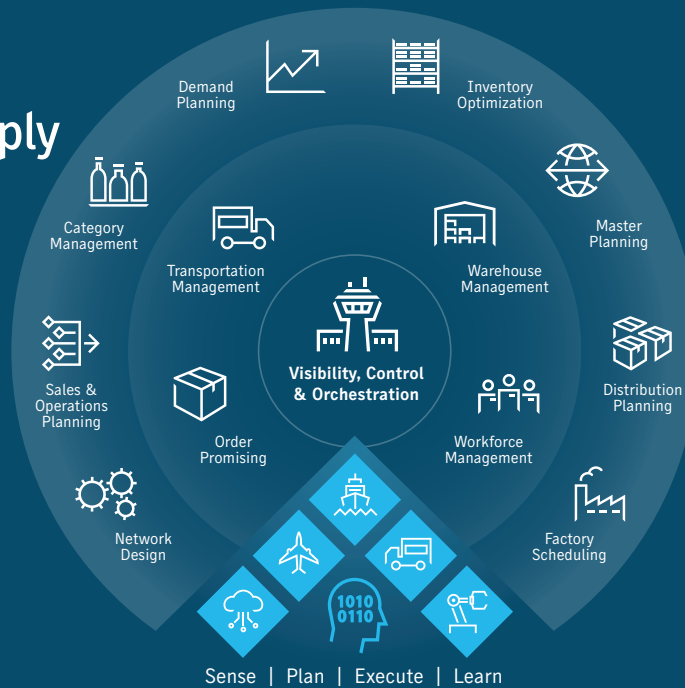 Demand
Planning
Inventory
Optimization
ply
Category
Management
Master
Planning
Transportation
Management
Warehouse
Management
Visibility, Control
& Orchestration
Sales &
Operations
Planning
Distribution
Planning
Order
Promising
Workforce
Management
Network
Design
Factory
Scheduling
1010
0110
Sense | Plan | Execute | Learn